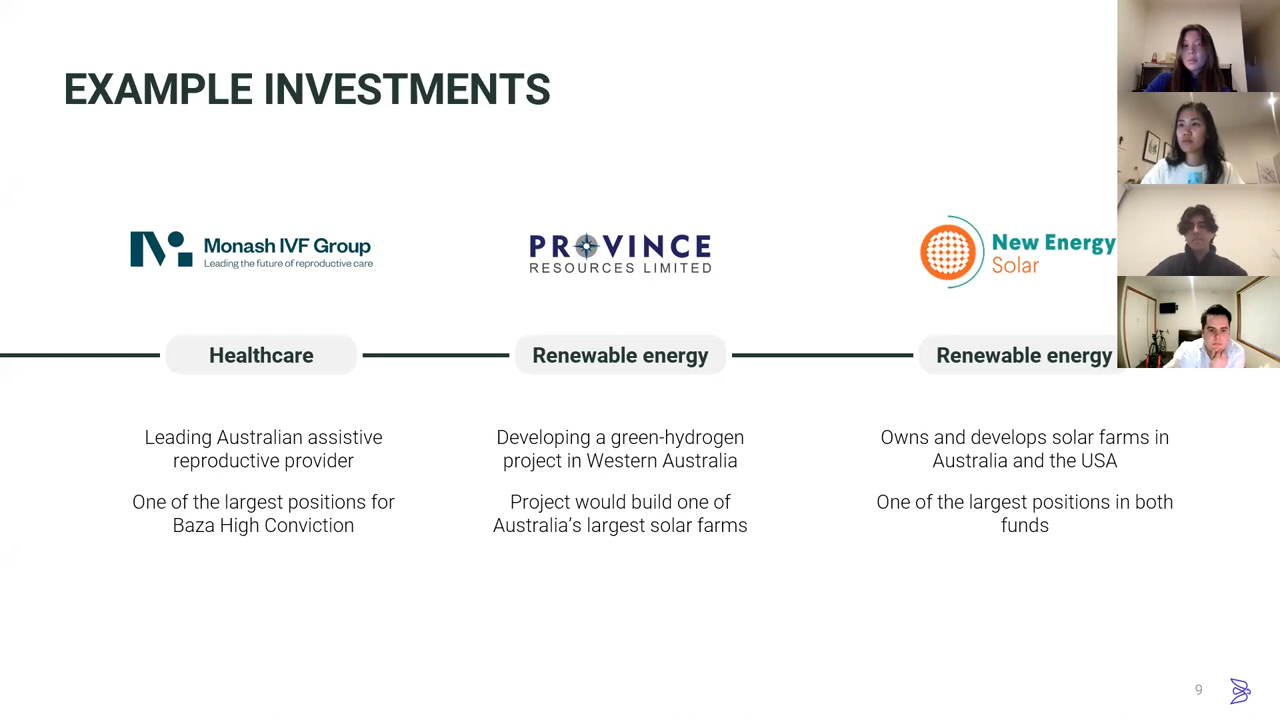 EXAMPLE INVESTMENTS
Monash IVF Group
Leading the future of reproductive care
PROVINCE
RESOURCES LIMITED
New Energy
Solar
Healthcare
Renewable energy
Renewable energy
Leading Australian assistive
reproductive provider
One of the largest positions for
Baza High Conviction
Developing a green-hydrogen
project in Western Australia
Project would build one of
Australia’s largest solar farms
Owns and develops solar farms in
Australia and the USA
One of the largest positions in both
funds
9